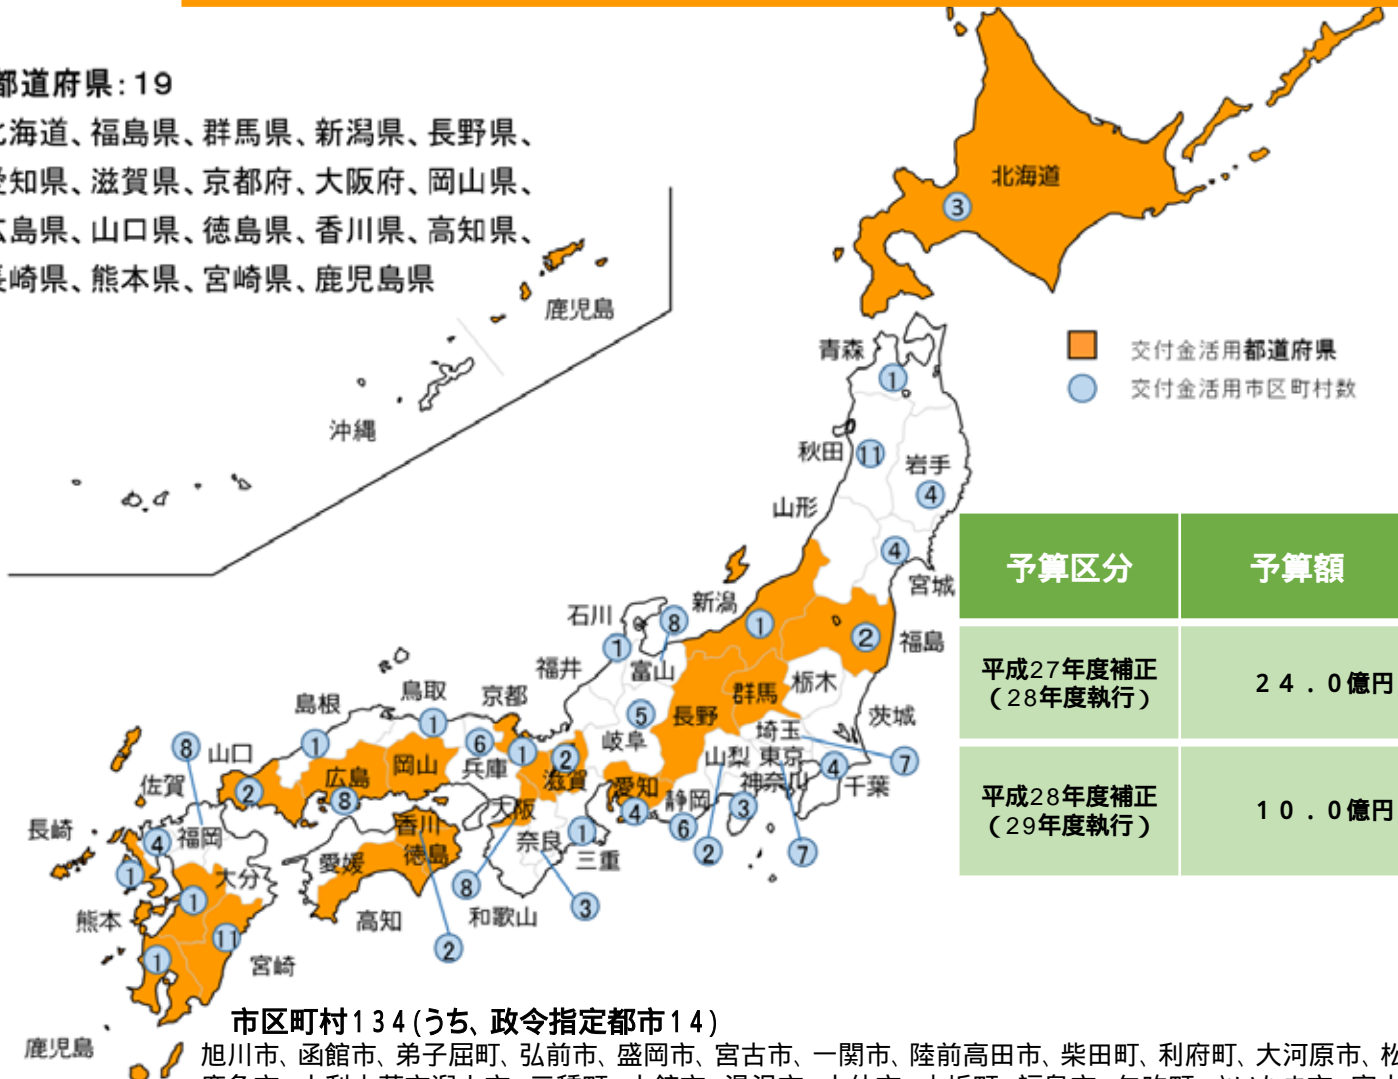 都道府県：19
海道、福島県、群馬県、新潟県、長野県、
知県、滋賀県、京都府、大阪府、岡山県、
島県、山口県、徳島県、香川県、高知県、
崎県、熊本県、宮崎県、鹿児島県
北海道
3
鹿児島
沖縄
交付金活用都道府県
交付金活用市区町村数
青森
1
秋田
11
岩手
4
山形
4
宮城
予算区分
予算額
平成27年度補正
（28年度執行）
２４．０億円
平成28年度補正
（29年度執行）
１０．０億円
新潟
1
2
福島
石川
8
1
富山
福井
群馬
栃木
長野
茨城
埼玉
7
5
岐阜
山梨
東京
神奈川
4
千葉
鳥取
京都
島根
1
1
6
兵庫
1
2
滋賀
愛知
4
静岡
6
3
2
7
8
山口
2
広島
8
岡山
佐賀
大阪
香川
徳島
奈良
1
三重
長崎
4
福岡
愛媛
1
大分
1
8
和歌山
3
熊本
高知
2
11
1
宮崎
鹿児島
市区町村134(うち、政令指定都市14)
旭川市、函館市、弟子屈町、弘前市、盛岡市、宮古市、一関市、陸前高田市、柴田町、利府町、大河原市、松